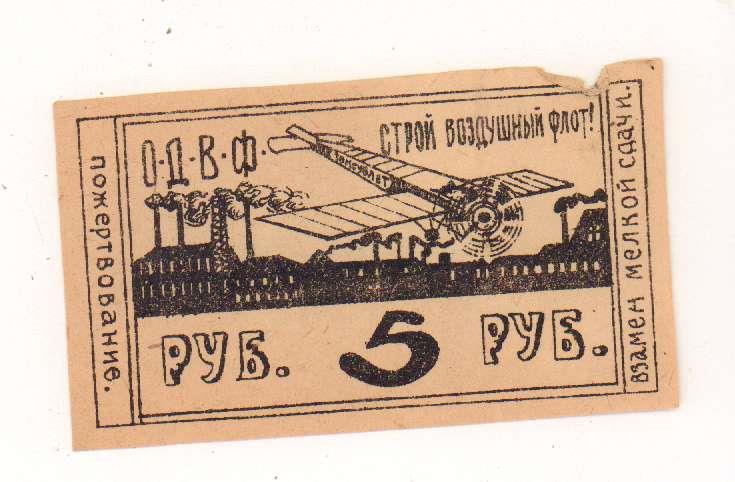 О.Д.В.Ф.
СТРОЙ ВОЗДУШНЫЙ ФЛОТ!
пожертвование.
взамен мелкой сдачи.
РУБ. 5 РУБ.